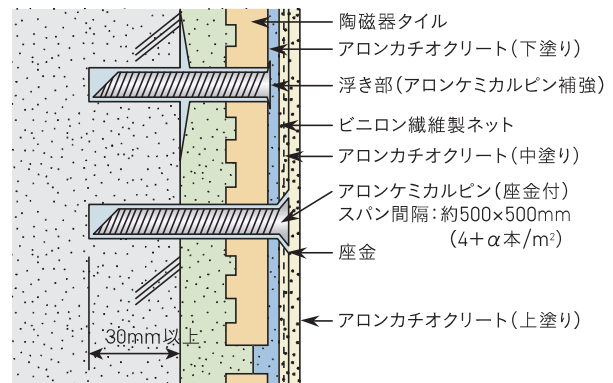 陶磁器タイル
アロンカチオクリート(下塗り)
浮き部(アロンケミカルピン補強)
ビニロン繊維製ネット
アロンカチオクリート(中塗り)
アロンケミカルピン(座金付)
スパン間隔:約500×500mm
(4+α本/m²)
座金
アロンカチオクリート(上塗り)
30mm以上